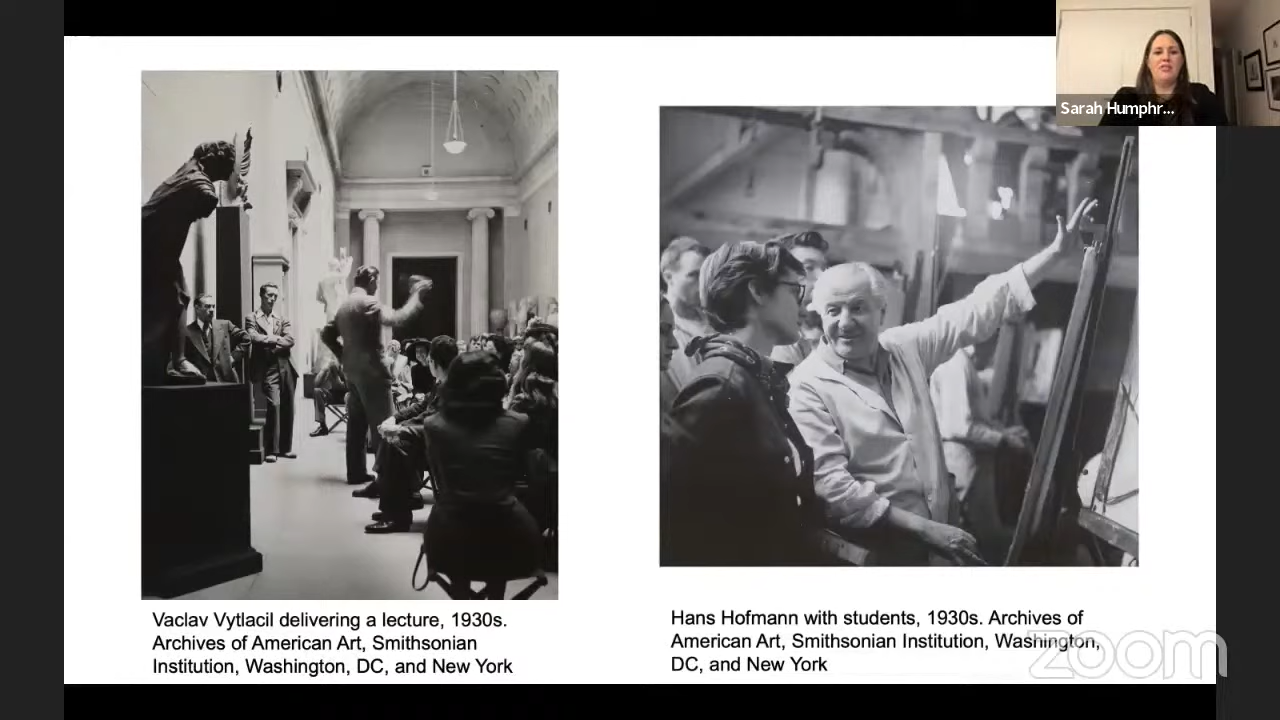 Sarah Humphr...
Vaclav Vytlacil delivering a lecture, 1930s.
Archives of American Art, Smithsonian
Institution, Washington, DC, and New York
Hans Hofmann with students, 1930s. Archives of
American Art, Smithsonian Institution, Washington,
DC, and New York
zoom